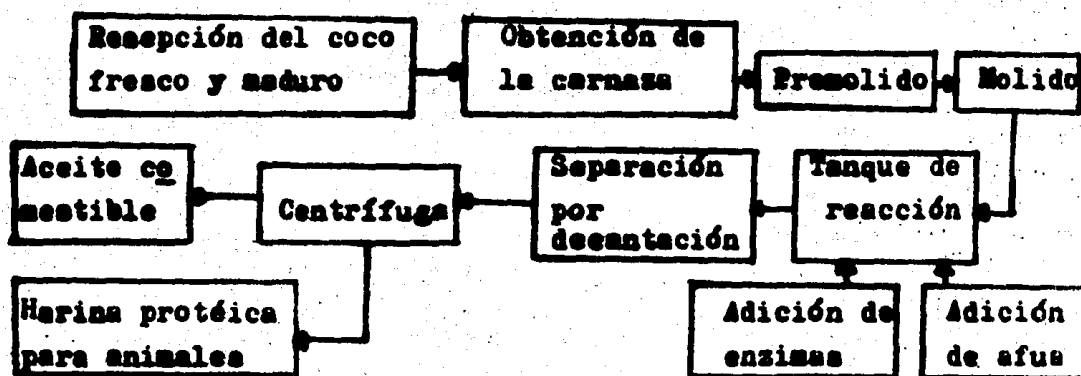 Resepción del coco
fresco y maduro
Obtención de
la carnaza
Premolido
Molido
Tanque de
reacción
Adición de
enzimas
Adición
de afua
Separación
por
decantación
Centrífuga
Aceite co
mestible
Harina protéica
para animales